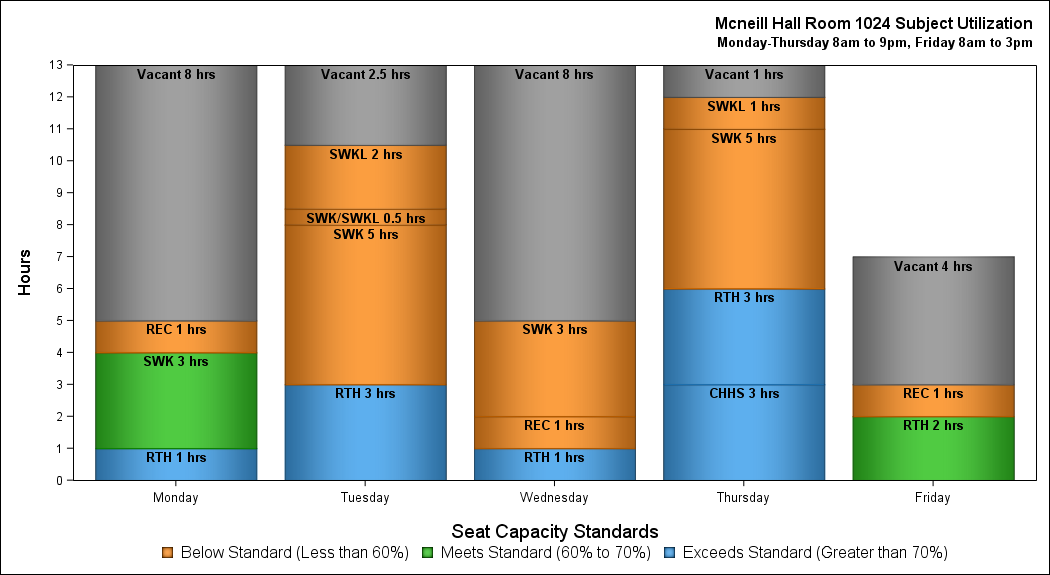 Mcneill Hall Room 1024 Subject Utilization
Monday-Thursday 8am to 9pm, Friday 8am to 3pm
Hours
13
12
11
10
9
8
7
6
5
4
3
2
1
0
Vacant 8 hrs
REC 1 hrs
SWK 3 hrs
RTH 1 hrs
Monday
Vacant 2.5 hrs
SWKL 2 hrs
SWK/SWKL 0.5 hrs
SWK 5 hrs
RTH 3 hrs
Tuesday
Vacant 8 hrs
SWK 3 hrs
REC 1 hrs
RTH 1 hrs
Wednesday
Vacant 1 hrs
SWKL 1 hrs
SWK 5 hrs
RTH 3 hrs
CHHS 3 hrs
Thursday
Vacant 4 hrs
REC 1 hrs
RTH 2 hrs
Friday
Seat Capacity Standards
Below Standard (Less than 60%) Meets Standard (60% to 70%) Exceeds Standard (Greater than 70%)